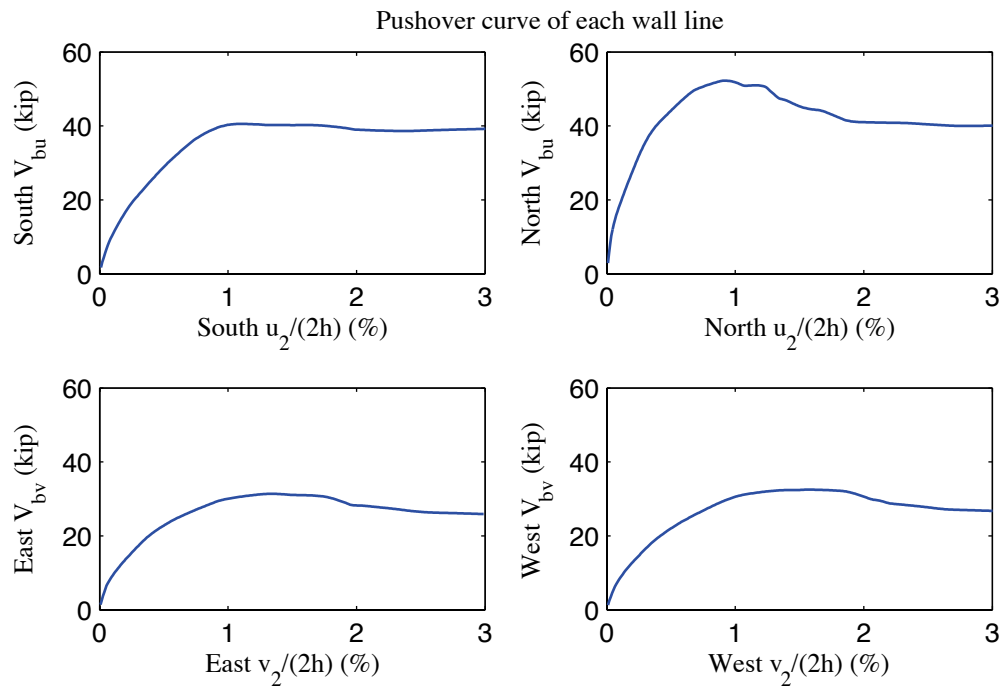 Pushover curve of each wall line
South V_bu (kip)
60
40
20
0
0 1 2 3
South u_2/(2h) (%)
North V_bu (kip)
60
40
20
0
0 1 2 3
North u_2/(2h) (%)
East V_bv (kip)
60
40
20
0
0 1 2 3
East v_2/(2h) (%)
West V_bv (kip)
60
40
20
0
0 1 2 3
West v_2/(2h) (%)